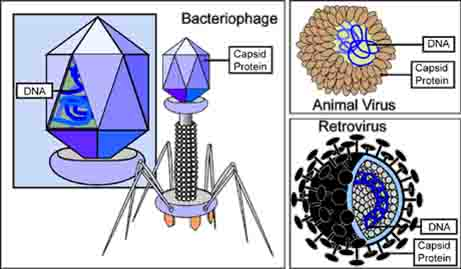 Bacteriophage
Capsid
Protein
DNA
DNA
Capsid
Protein
Animal Virus
Retrovirus
DNA
Capsid
Protein